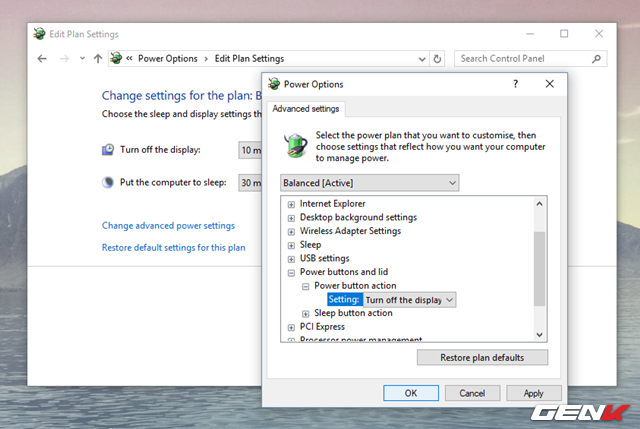 Edit Plan Settings
Power Options
Edit Plan Settings
Search Control Panel
Change settings for the plan: B
Choose the sleep and display settings th
Turn off the display:
10 m
Put the computer to sleep:
30 m
Change advanced power settings
Restore default settings for this plan
Power Options
Advanced settings
Select the power plan that you want to customise, then
choose settings that reflect how you want your computer
to manage power.
Balanced [Active]
Internet Explorer
Desktop background settings
Wireless Adapter Settings
Sleep
USB settings
Power buttons and lid
Power button action
Setting: Turn off the display
Sleep button action
PCI Express
Processor power management
Restore plan defaults
OK
Cancel
Apply
GENK